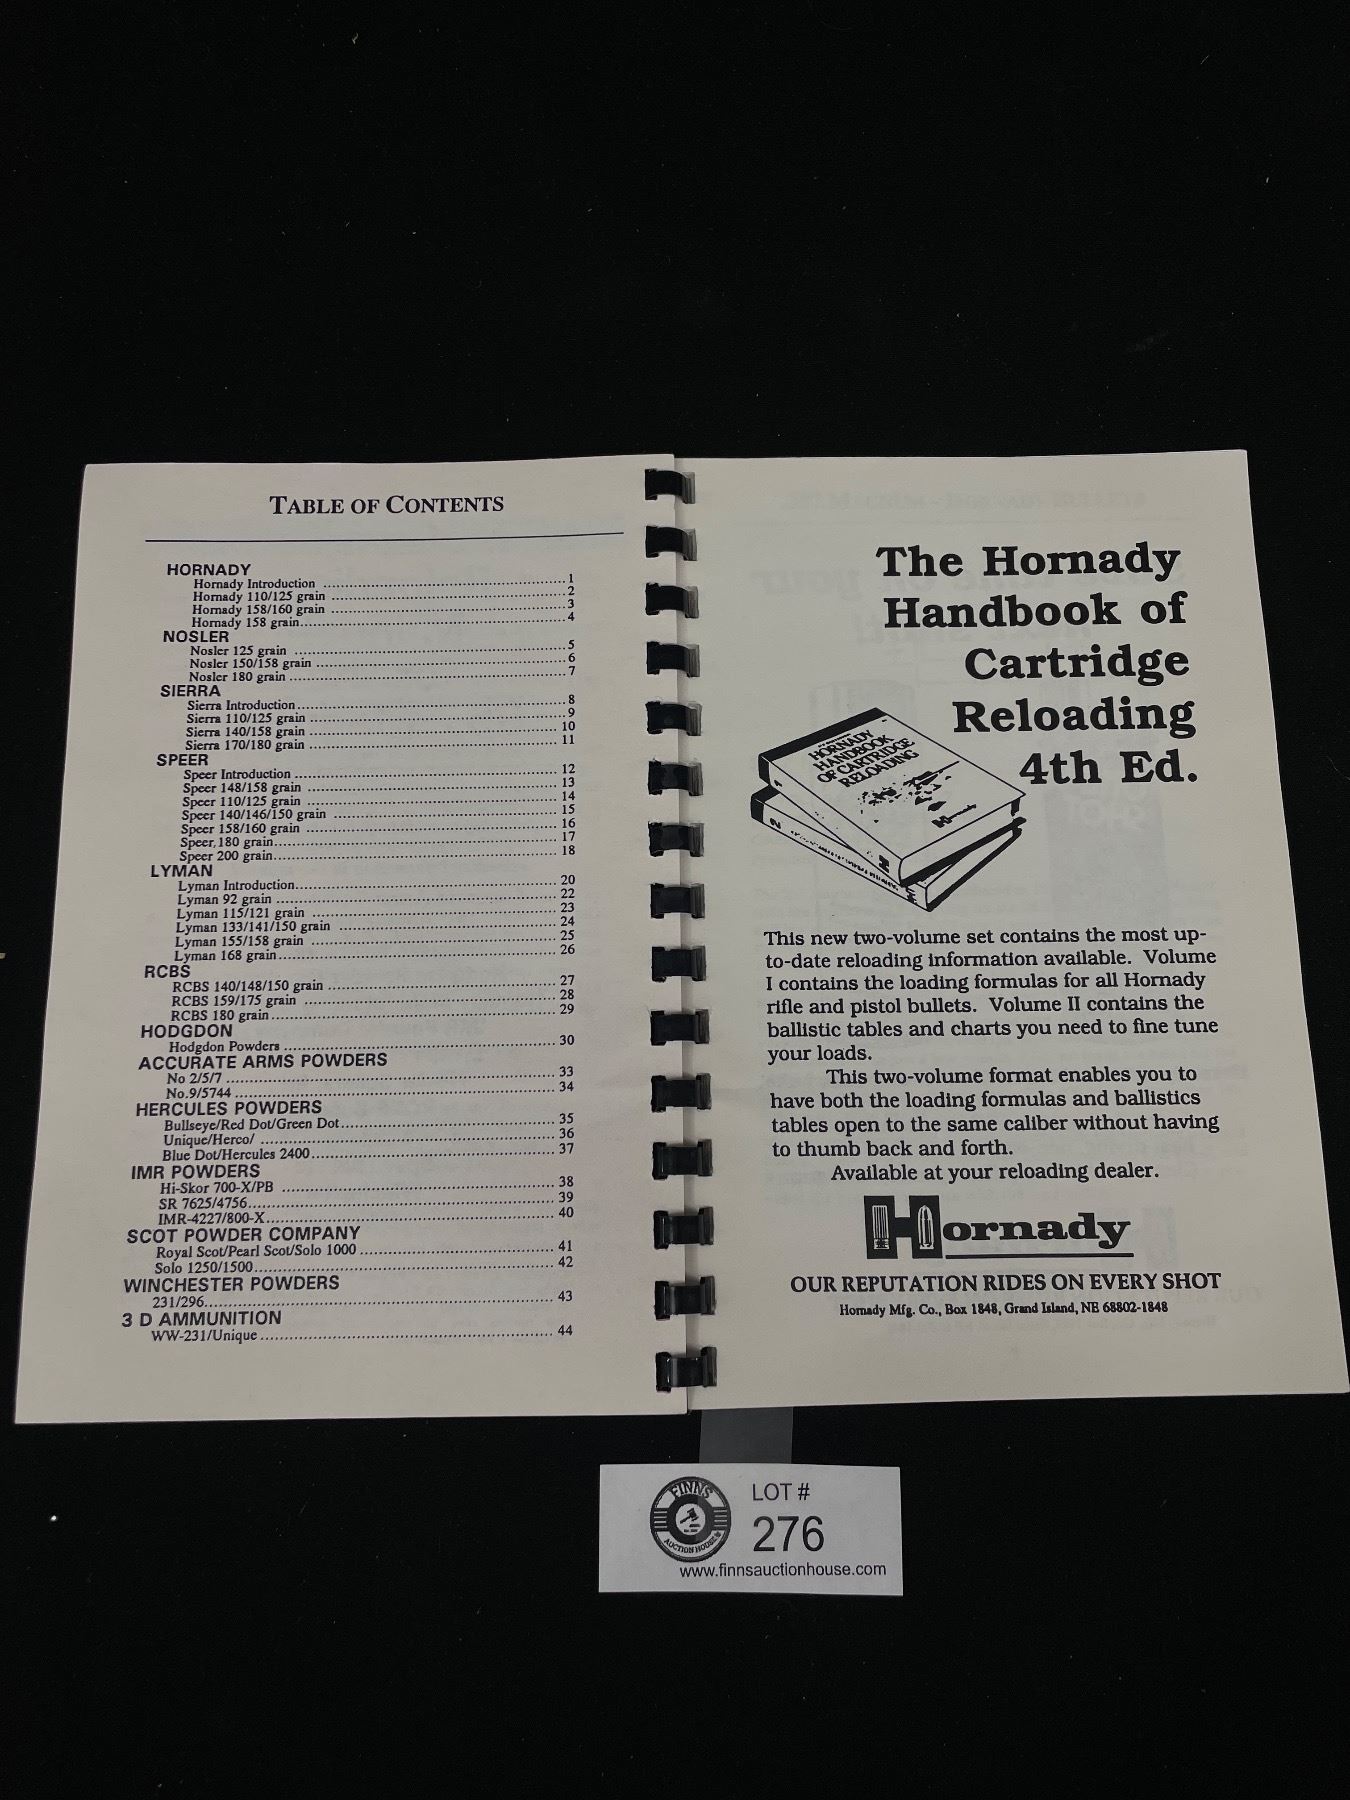 TABLE OF CONTENTS
HORNADY
Hornady Introduction ........ 1
Hornady 110/125 grain ........ 2
Hornady 158/160 grain ........ 3
Hornady 158 grain ........ 4
NOSLER
Nosler 125 grain ........ 5
Nosler 150/158 grain ........ 6
Nosler 180 grain ........ 7
SIERRA
Sierra Introduction ........ 8
Sierra 110/125 grain ........ 9
Sierra 140/158 grain ........ 10
Sierra 170/180 grain ........ 11
SPEER
Speer Introduction ........ 12
Speer 148/158 grain ........ 13
Speer 110/125 grain ........ 14
Speer 140/146/150 grain ........ 15
Speer 158/160 grain ........ 16
Speer, 180 grain ........ 17
Speer 200 grain ........ 18
LYMAN
Lyman Introduction ........ 20
Lyman 92 grain ........ 22
Lyman 115/121 grain ........ 23
Lyman 133/141/150 grain ........ 24
Lyman 155/158 grain ........ 25
Lyman 168 grain ........ 26
RCBS
RCBS 140/148/150 grain ........ 27
RCBS 159/175 grain ........ 28
RCBS 180 grain ........ 29
HODGDON
Hodgdon Powders ........ 30
ACCURATE ARMS POWDERS
No 2/5/7 ........ 33
No.9/5744 ........ 34
HERCULES POWDERS
Bullseye/Red Dot/Green Dot ........ 35
Unique/Herco/ ........ 36
Blue Dot/Hercules 2400 ........ 37
IMR POWDERS
Hi-Skor 700-X/PB ........ 38
SR 7625/4756 ........ 39
IMR-4227/800-X ........ 40
SCOT POWDER COMPANY
Royal Scot/Pearl Scot/Solo 1000 ........ 41
Solo 1250/1500 ........ 42
WINCHESTER POWDERS
231/296 ........ 43
3 D AMMUNITION
WW-231/Unique ........ 44
The Hornady
Handbook of
Cartridge
Reloading
4th Ed.
HORNADY
HANDBOOK
OF CARTRIDGE
RELOADING
Hornady
1
2
This new two-volume set contains the most up-
to-date reloading information available. Volume
I contains the loading formulas for all Hornady
rifle and pistol bullets. Volume II contains the
ballistic tables and charts you need to fine tune
your loads.
This two-volume format enables you to
have both the loading formulas and ballistics
tables open to the same caliber without having
to thumb back and forth.
Available at your reloading dealer.
Hornady
OUR REPUTATION RIDES ON EVERY SHOT
Hornady Mfg. Co., Box 1848, Grand Island, NE 68802-1848
FINNS
AUCTION HOUSE
LOT #
276
www.finnsauctionhouse.com